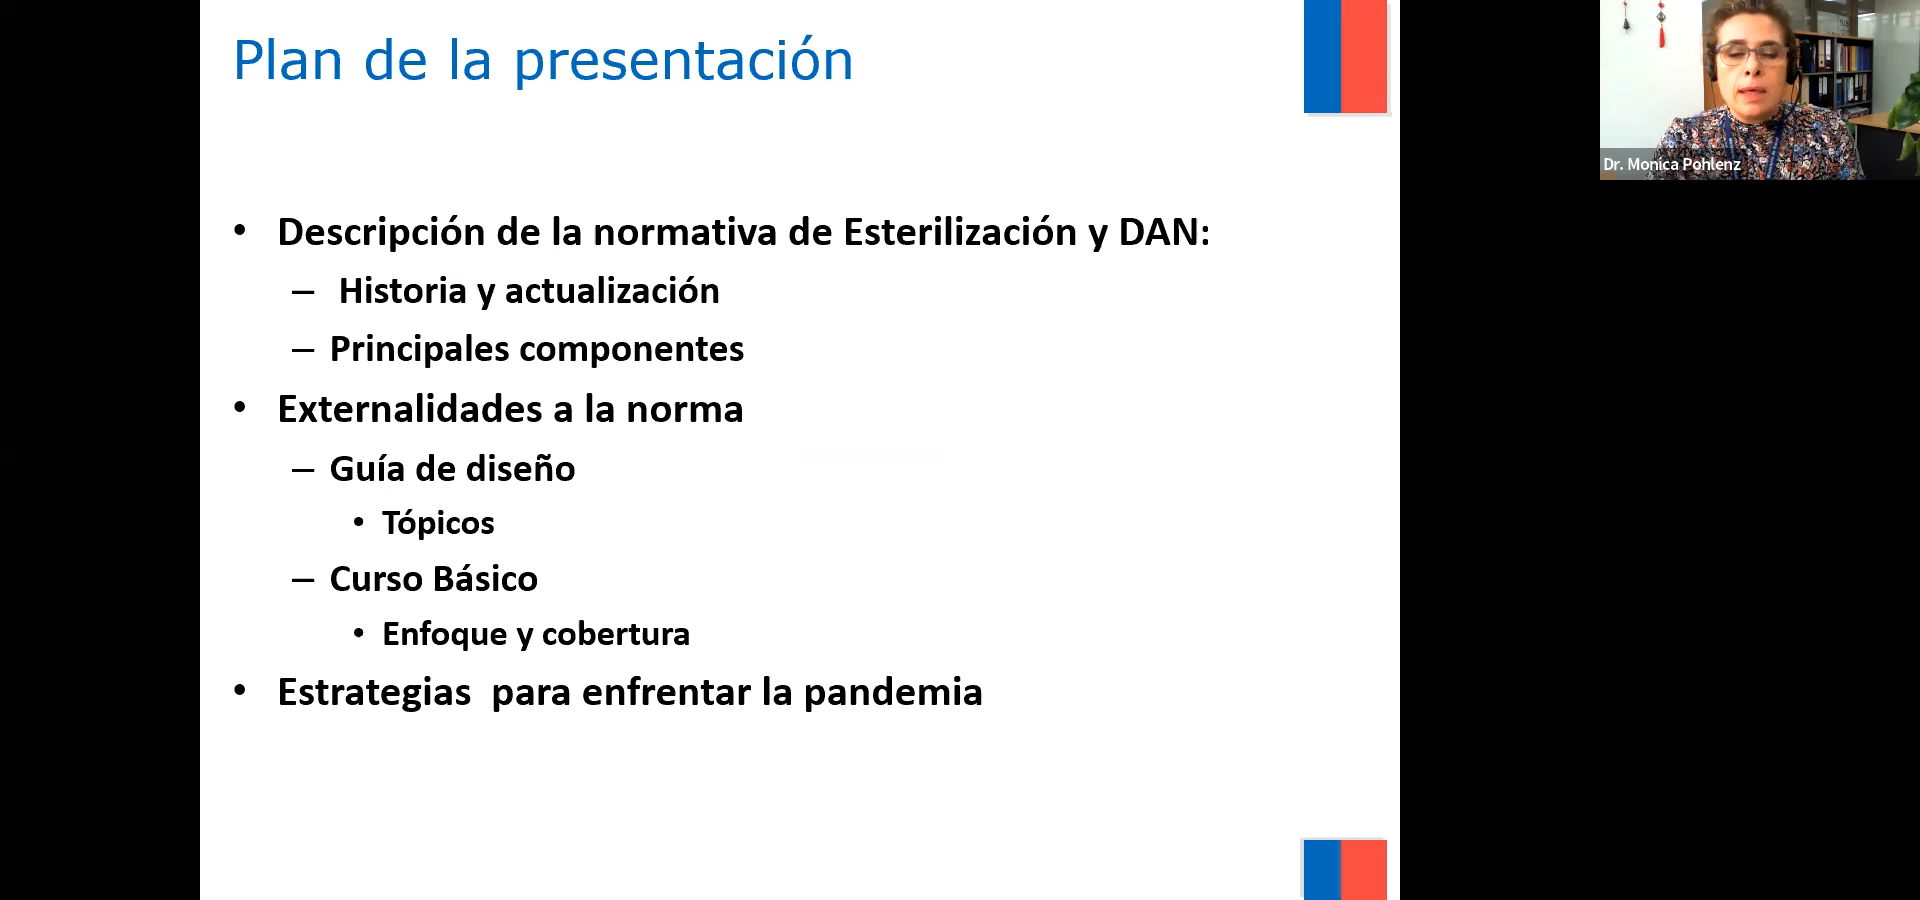 Plan de la presentación
Dr. Monica Pohlenz
• Descripción de la normativa de Esterilización y DAN:
– Historia y actualización
– Principales componentes
• Externalidades a la norma
– Guía de diseño
• Tópicos
– Curso Básico
• Enfoque y cobertura
• Estrategias para enfrentar la pandemia